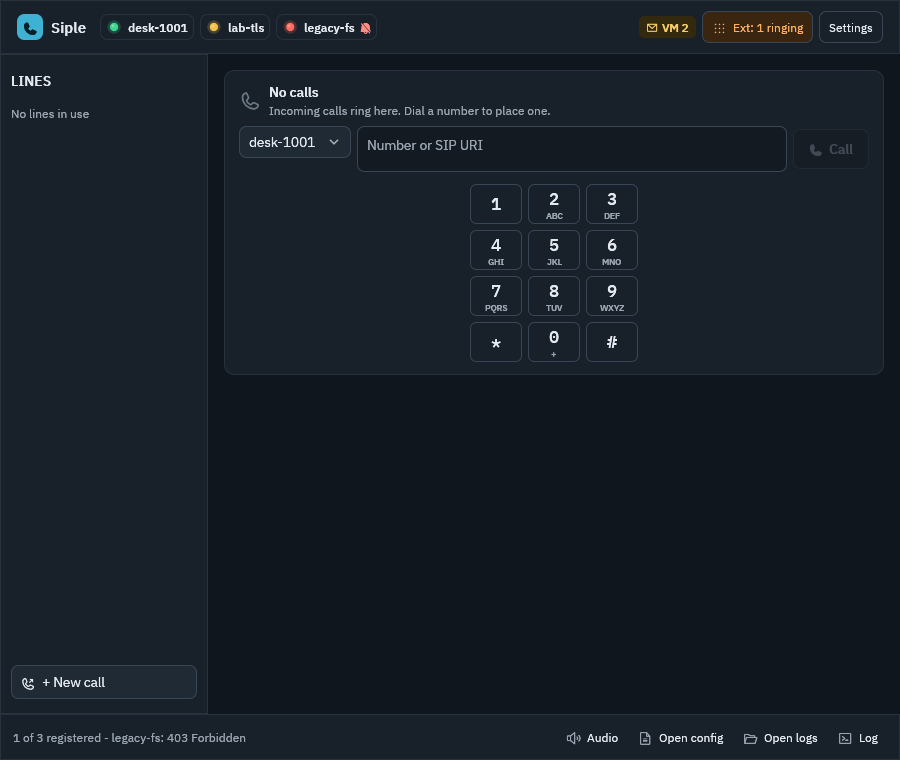 Siple
desk-1001
lab-tls
legacy-fs
VM 2
Ext: 1 ringing
Settings
LINES
No lines in use
No calls
Incoming calls ring here. Dial a number to place one.
desk-1001
Number or SIP URI
Call
1
2
ABC
3
DEF
4
GHI
5
JKL
6
MNO
7
PQRS
8
TUV
9
WXYZ
*
0
+
#
+ New call
1 of 3 registered - legacy-fs: 403 Forbidden
Audio
Open config
Open logs
Log